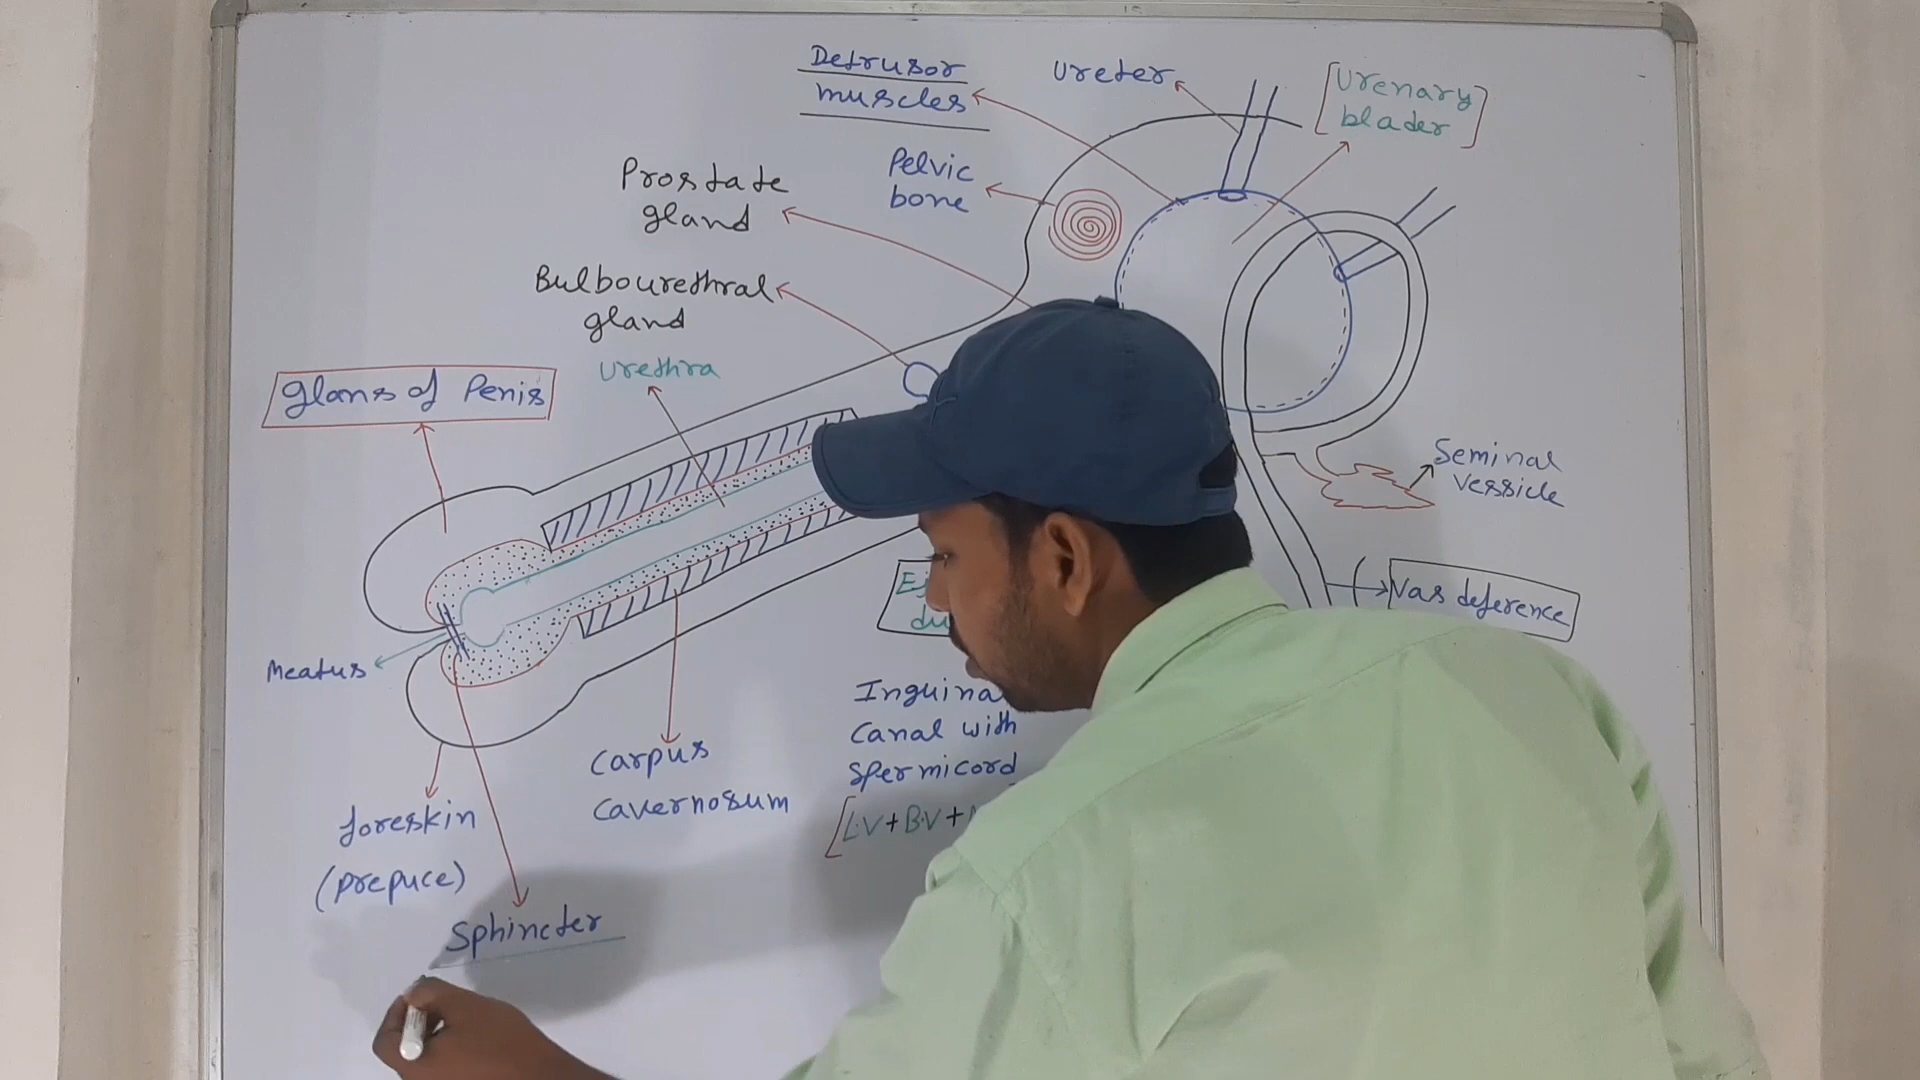 Detrusor
muscles
ureter
[Urenary
blader]
Pelvic
bone
Prostate
gland
Bulbourethral
gland
urethra
Glans of Penis
Seminal
Vessicle
Vas deference
du
Meatus
Inguina
Canal with
Spermicord
[L.V+B.V+
Carpus
Cavernosum
foreskin
(prepuce)
Sphincter